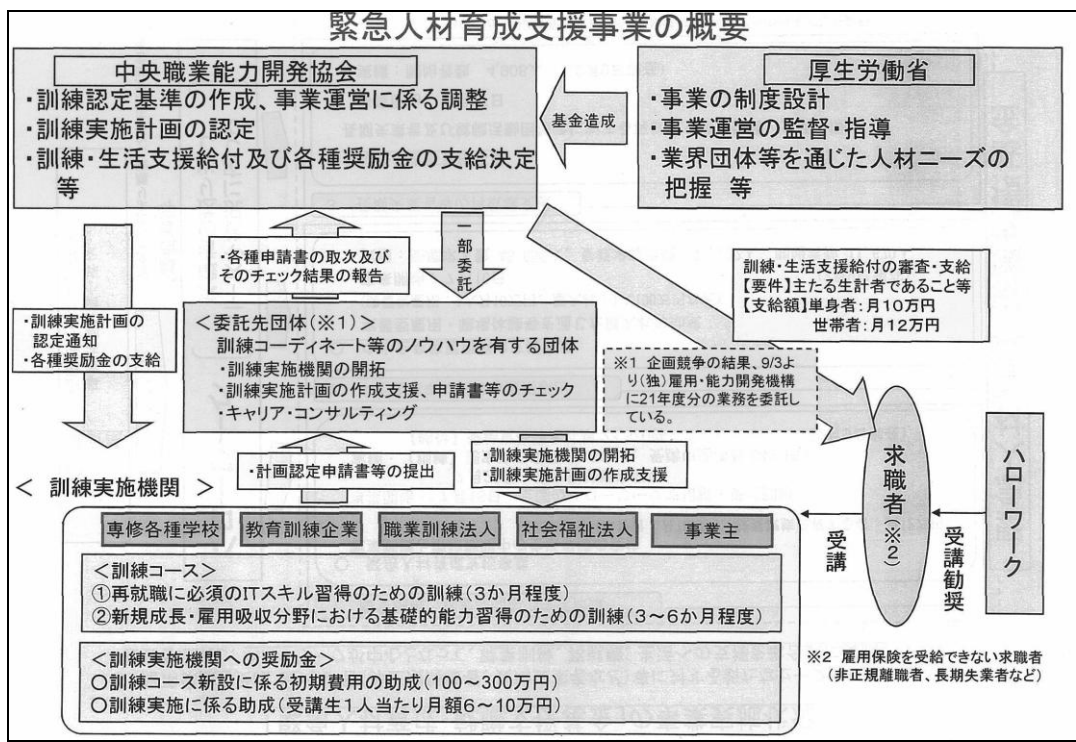 緊急人材育成支援事業の概要
中央職業能力開発協会
・訓練認定基準の作成、事業運営に係る調整
・訓練実施計画の認定
・訓練・生活支援給付及び各種奨励金の支給決定
等
基金造成
厚生労働省
・事業の制度設計
・事業運営の監督・指導
・業界団体等を通じた人材ニーズの
把握 等
・各種申請書の取次及び
そのチェック結果の報告
一部委託
訓練・生活支援給付の審査・支給
【要件】主たる生計者であること等
【支給額】単身者:月10万円
世帯者:月12万円
・訓練実施計画の
認定通知
・各種奨励金の支給
<委託先団体(※1)>
訓練コーディネート等のノウハウを有する団体
・訓練実施機関の開拓
・訓練実施計画の作成支援、申請書等のチェック
・キャリア・コンサルティング
※1 企画競争の結果、9/3よ
り(独)雇用・能力開発機構
に21年度分の業務を委託し
ている。
・計画認定申請書等の提出
・訓練実施機関の開拓
・訓練実施計画の作成支援
求職者(※2)
ハローワーク
受講
受講勧奨
< 訓練実施機関 >
専修各種学校
教育訓練企業
職業訓練法人
社会福祉法人
事業主
<訓練コース>
①再就職に必須のITスキル習得のための訓練(3か月程度)
②新規成長・雇用吸収分野における基礎的能力習得のための訓練(3～6か月程度)
<訓練実施機関への奨励金>
○訓練コース新設に係る初期費用の助成(100～300万円)
○訓練実施に係る助成(受講生1人当たり月額6～10万円)
※2 雇用保険を受給できない求職者
(非正規離職者、長期失業者など)